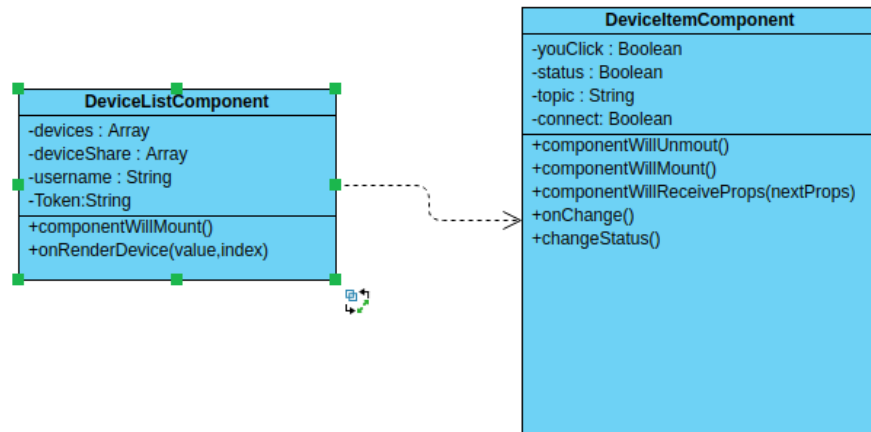 DeviceListComponent
-devices : Array
-deviceShare : Array
-username : String
-Token:String
+componentWillMount()
+onRenderDevice(value,index)
DeviceItemComponent
-youClick : Boolean
-status : Boolean
-topic : String
-connect: Boolean
+componentWillUnmout()
+componentWillMount()
+componentWillReceiveProps(nextProps)
+onChange()
+changeStatus()